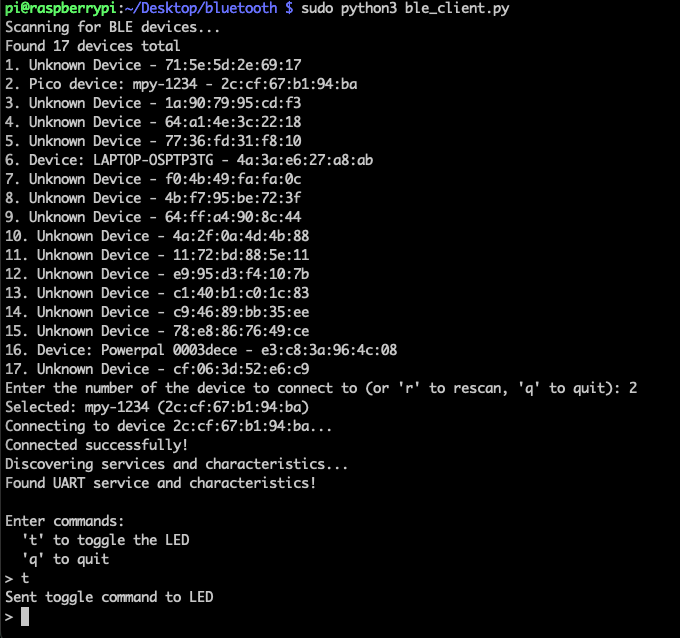 pi@raspberrypi:~/Desktop/bluetooth $ sudo python3 ble_client.py
Scanning for BLE devices...
Found 17 devices total
1. Unknown Device - 71:5e:5d:2e:69:17
2. Pico device: mpy-1234 - 2c:cf:67:b1:94:ba
3. Unknown Device - 1a:90:79:95:cd:f3
4. Unknown Device - 64:a1:4e:3c:22:18
5. Unknown Device - 77:36:fd:31:f8:10
6. Device: LAPTOP-OSPTP3TG - 4a:3a:e6:27:a8:ab
7. Unknown Device - f0:4b:49:fa:fa:0c
8. Unknown Device - 4b:f7:95:be:72:3f
9. Unknown Device - 64:ff:a4:90:8c:44
10. Unknown Device - 4a:2f:0a:4d:4b:88
11. Unknown Device - 11:72:bd:88:5e:11
12. Unknown Device - e9:95:d3:f4:10:7b
13. Unknown Device - c1:40:b1:c0:1c:83
14. Unknown Device - c9:46:89:bb:35:ee
15. Unknown Device - 78:e8:86:76:49:ce
16. Device: Powerpal 0003dece - e3:c8:3a:96:4c:08
17. Unknown Device - cf:06:3d:52:e6:c9
Enter the number of the device to connect to (or 'r' to rescan, 'q' to quit): 2
Selected: mpy-1234 (2c:cf:67:b1:94:ba)
Connecting to device 2c:cf:67:b1:94:ba...
Connected successfully!
Discovering services and characteristics...
Found UART service and characteristics!

Enter commands:
  't' to toggle the LED
  'q' to quit
> t
Sent toggle command to LED
>